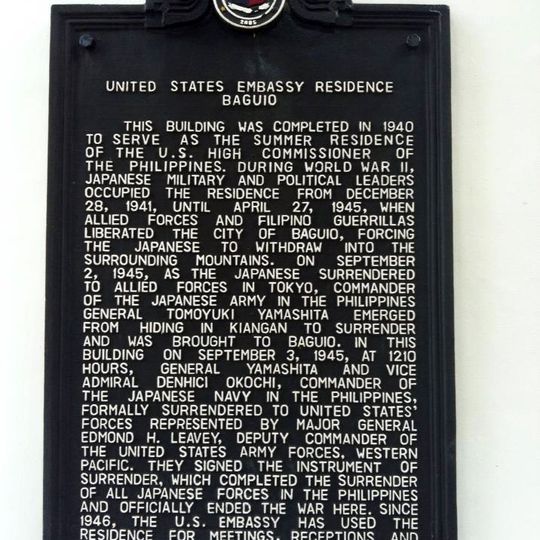 2005
UNITED STATES EMBASSY RESIDENCE
BAGUIO
THIS BUILDING WAS COMPLETED IN 1940
TO SERVE AS THE SUMMER RESIDENCE
OF THE U.S. HIGH COMMISSIONER OF
THE PHILIPPINES. DURING WORLD WAR II,
JAPANESE MILITARY AND POLITICAL LEADERS
OCCUPIED THE RESIDENCE FROM DECEMBER
28, 1941, UNTIL APRIL 27, 1945, WHEN
ALLIED FORCES AND FILIPINO GUERRILLAS
LIBERATED THE CITY OF BAGUIO, FORCING
THE JAPANESE TO WITHDRAW INTO THE
SURROUNDING MOUNTAINS. ON SEPTEMBER
2, 1945, AS THE JAPANESE SURRENDERED
TO ALLIED FORCES IN TOKYO, COMMANDER
OF THE JAPANESE ARMY IN THE PHILIPPINES
GENERAL TOMOYUKI YAMASHITA EMERGED
FROM HIDING IN KIANGAN TO SURRENDER
AND WAS BROUGHT TO BAGUIO. IN THIS
BUILDING ON SEPTEMBER 3, 1945, AT 1210
HOURS, GENERAL YAMASHITA AND VICE
ADMIRAL DENHICI OKOCHI, COMMANDER OF
THE JAPANESE NAVY IN THE PHILIPPINES,
FORMALLY SURRENDERED TO UNITED STATES'
FORCES REPRESENTED BY MAJOR GENERAL
EDMOND H. LEAVEY, DEPUTY COMMANDER OF
THE UNITED STATES ARMY FORCES, WESTERN
PACIFIC. THEY SIGNED THE INSTRUMENT OF
SURRENDER, WHICH COMPLETED THE SURRENDER
OF ALL JAPANESE FORCES IN THE PHILIPPINES
AND OFFICIALLY ENDED THE WAR HERE. SINCE
1946, THE U.S. EMBASSY HAS USED THE
RESIDENCE FOR MEETINGS, RECEPTIONS, AND